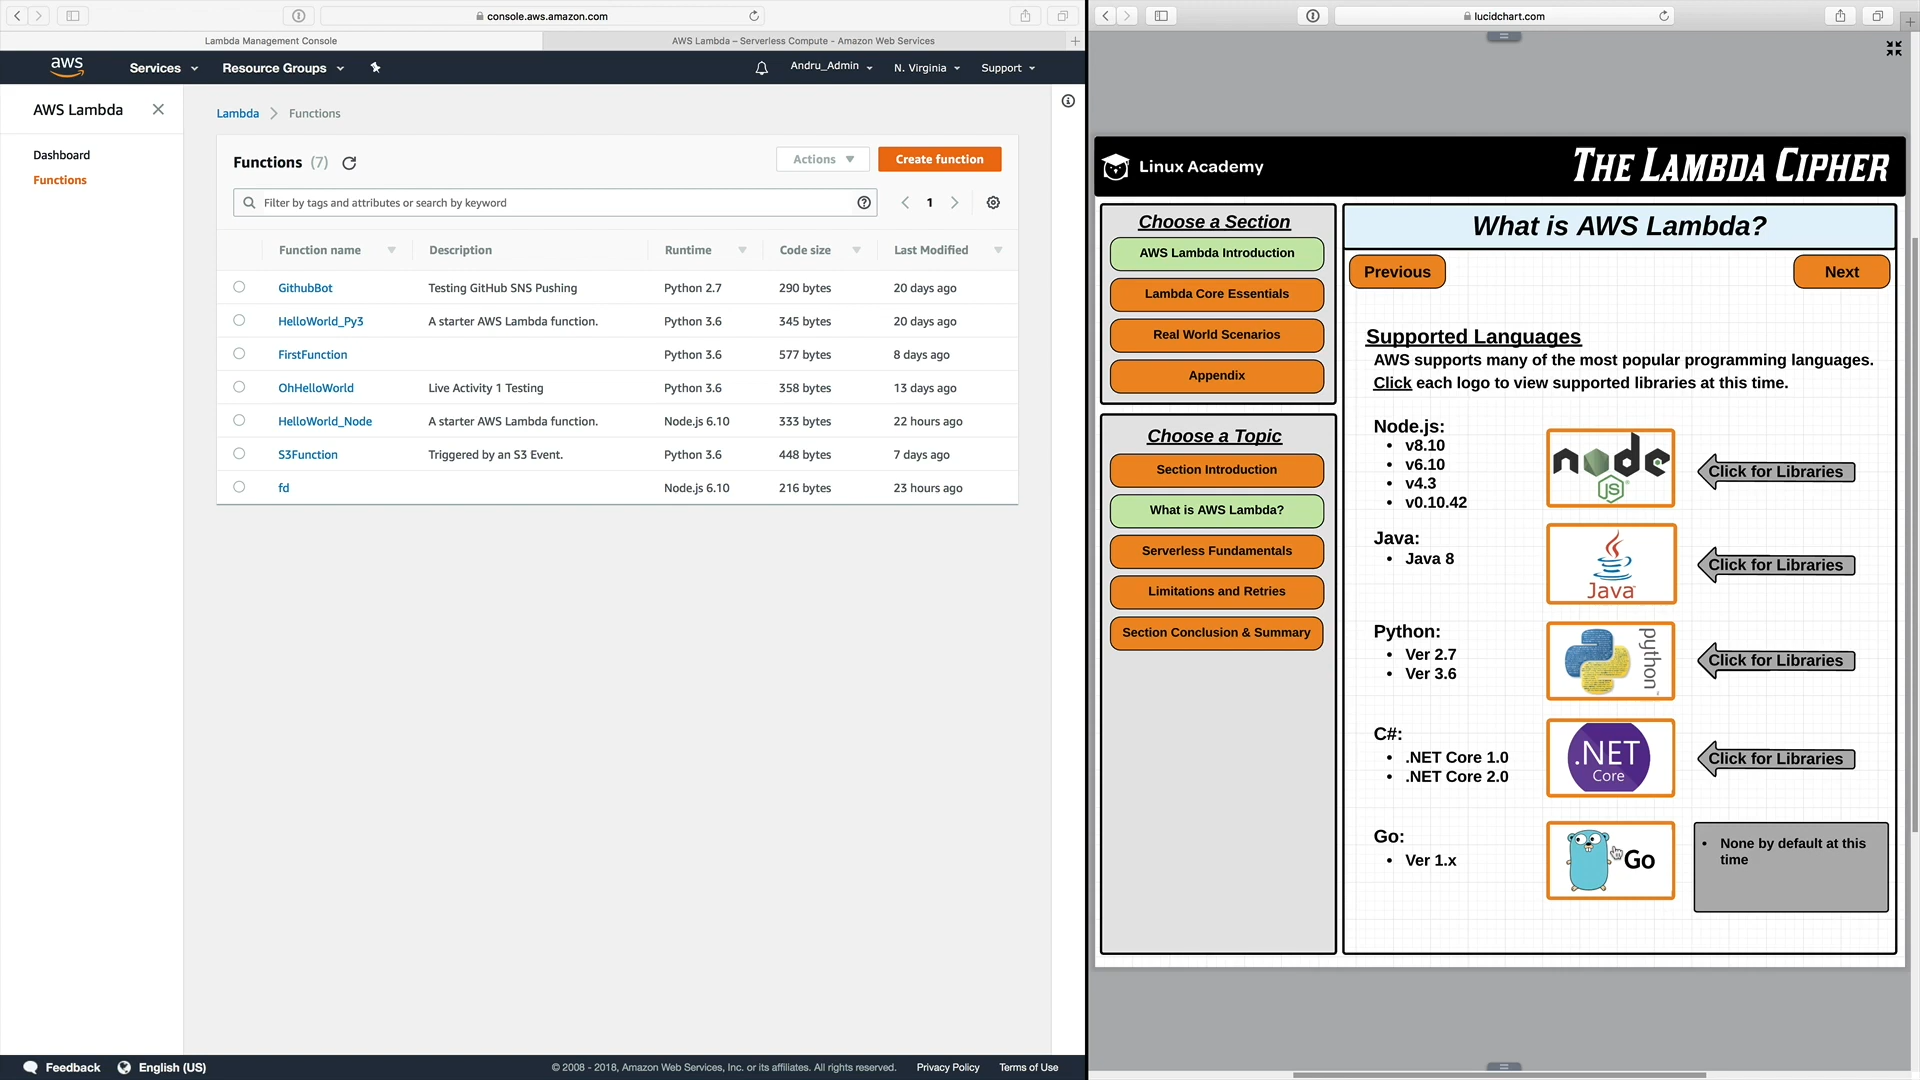 console.aws.amazon.com
Lambda Management Console
AWS Lambda – Serverless Compute - Amazon Web Services
aws
Services
Resource Groups
Andru_Admin
N. Virginia
Support
AWS Lambda
Dashboard
Functions
Lambda
Functions
Functions (7)
Actions
Create function
Filter by tags and attributes or search by keyword
1
Function name
Description
Runtime
Code size
Last Modified
GithubBot Testing GitHub SNS Pushing Python 2.7 290 bytes 20 days ago
HelloWorld_Py3 A starter AWS Lambda function. Python 3.6 345 bytes 20 days ago
FirstFunction Python 3.6 577 bytes 8 days ago
OhHelloWorld Live Activity 1 Testing Python 3.6 358 bytes 13 days ago
HelloWorld_Node A starter AWS Lambda function. Node.js 6.10 333 bytes 22 hours ago
S3Function Triggered by an S3 Event. Python 3.6 448 bytes 7 days ago
fd Node.js 6.10 216 bytes 23 hours ago
Feedback
English (US)
© 2008 - 2018, Amazon Web Services, Inc. or its affiliates. All rights reserved.
Privacy Policy
Terms of Use
lucidchart.com
Linux Academy
THE LAMBDA CIPHER
Choose a Section
AWS Lambda Introduction
Lambda Core Essentials
Real World Scenarios
Appendix
Choose a Topic
Section Introduction
What is AWS Lambda?
Serverless Fundamentals
Limitations and Retries
Section Conclusion & Summary
What is AWS Lambda?
Previous
Next
Supported Languages
AWS supports many of the most popular programming languages.
Click each logo to view supported libraries at this time.
Node.js:
• v8.10
• v6.10
• v4.3
• v0.10.42
node
JS
Click for Libraries
Java:
• Java 8
Java
Click for Libraries
Python:
• Ver 2.7
• Ver 3.6
python
Click for Libraries
C#:
• .NET Core 1.0
• .NET Core 2.0
.NET
Core
Click for Libraries
Go:
• Ver 1.x
Go
• None by default at this
time